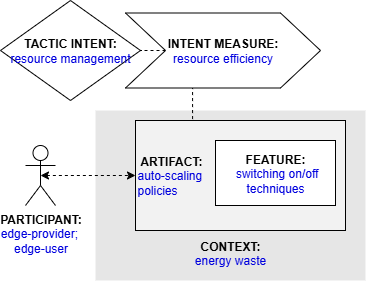 TACTIC INTENT:
resource management
INTENT MEASURE:
resource efficiency
ARTIFACT:
auto-scaling
policies
FEATURE:
switching on/off
techniques
PARTICIPANT:
edge-provider;
edge-user
CONTEXT:
energy waste